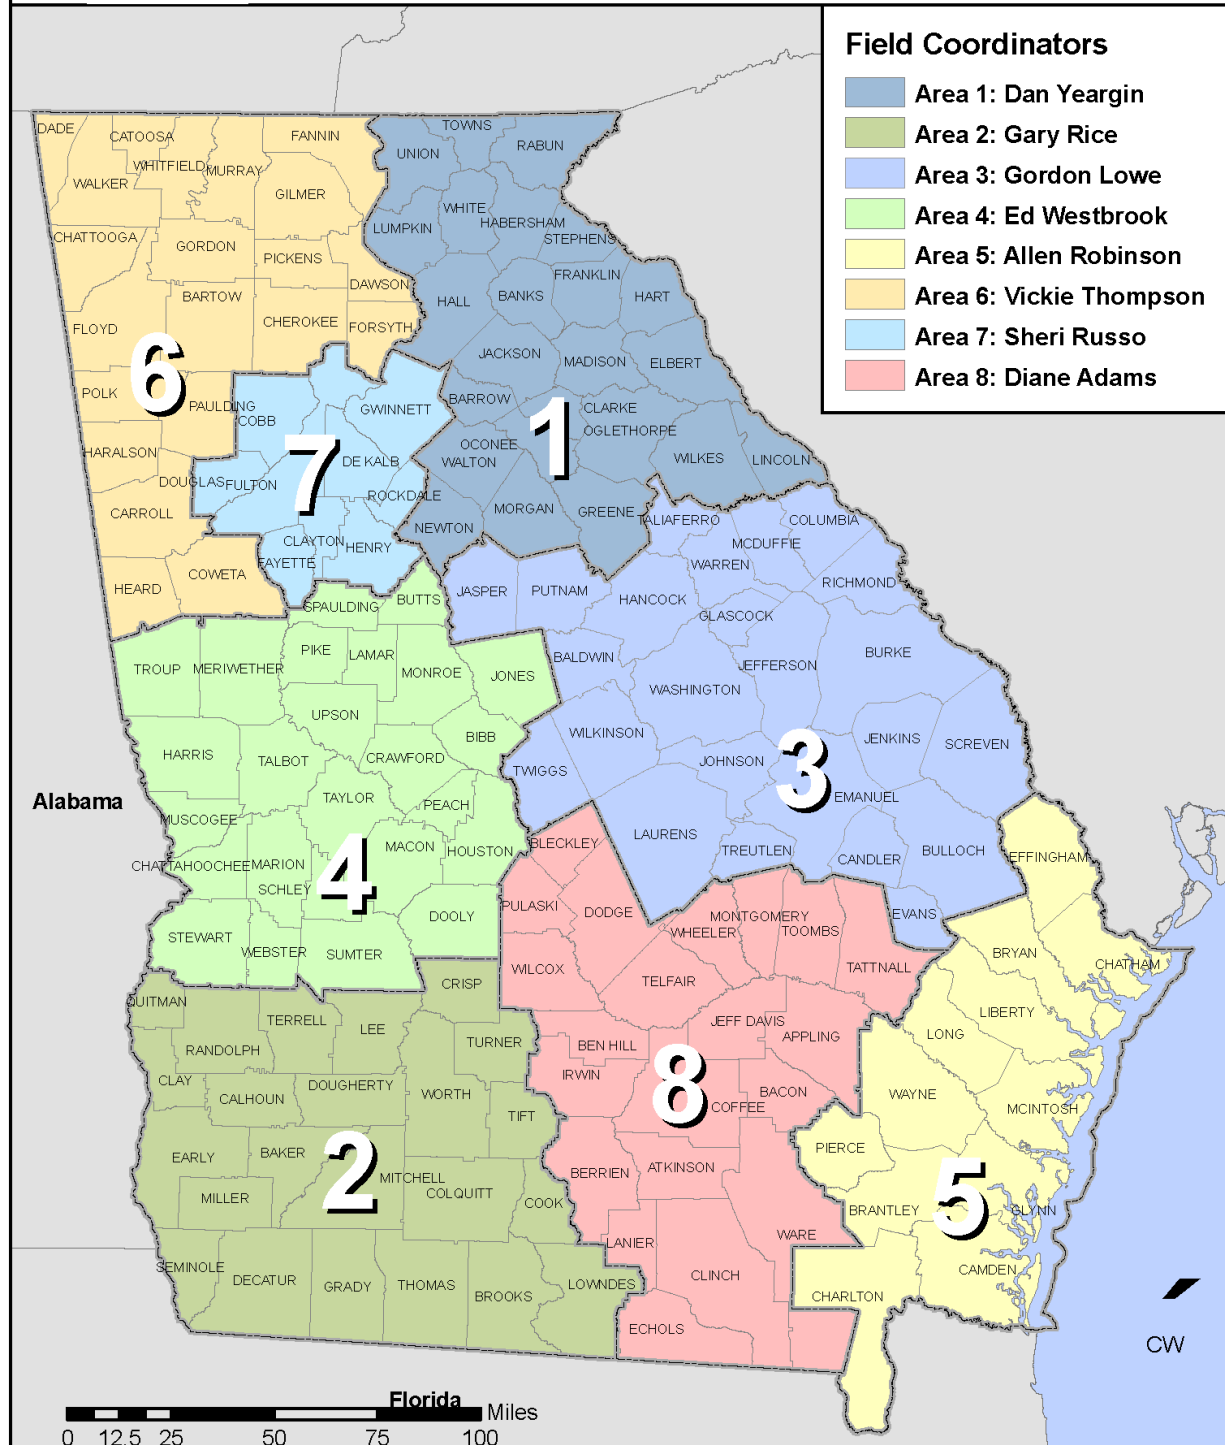 Field Coordinators
Area 1: Dan Yeargin
Area 2: Gary Rice
Area 3: Gordon Lowe
Area 4: Ed Westbrook
Area 5: Allen Robinson
Area 6: Vickie Thompson
Area 7: Sheri Russo
Area 8: Diane Adams
DADE
CATOOSA
FANNIN
TOWNS
UNION
RABUN
WHITFIELD
MURRAY
WALKER
GILMER
WHITE
HABERSHAM
LUMPKIN
STEPHENS
CHATTOOGA
GORDON
PICKENS
FRANKLIN
DAWSON
BARTOW
HALL
BANKS
HART
FLOYD
CHEROKEE
FORSYTH
JACKSON
MADISON
ELBERT
6
POLK
PAULDING
COBB
GWINNETT
BARROW
CLARKE
OGLETHORPE
1
OCONEE
WALTON
HARALSON
7
DE KALB
WILKES
LINCOLN
DOUGLAS
FULTON
ROCKDALE
CARROLL
NEWTON
MORGAN
GREENE
TALIAFERRO
COLUMBIA
CLAYTON
HENRY
MCDUFFIE
FAYETTE
WARREN
COWETA
HEARD
RICHMOND
SPAULDING
BUTTS
JASPER
PUTNAM
HANCOCK
GLASCOCK
TROUP
MERIWETHER
PIKE
LAMAR
MONROE
JONES
BALDWIN
JEFFERSON
BURKE
WASHINGTON
UPSON
BIBB
WILKINSON
HARRIS
TALBOT
CRAWFORD
TWIGGS
JOHNSON
3
JENKINS
SCREVEN
Alabama
TAYLOR
PEACH
EMANUEL
MUSCOGEE
LAURENS
MACON
HOUSTON
BLECKLEY
TREUTLEN
CANDLER
BULLOCH
EFFINGHAM
CHATTAHOOCHEE
MARION
4
SCHLEY
PULASKI
DODGE
MONTGOMERY
EVANS
DOOLY
WHEELER
TOOMBS
STEWART
WEBSTER
SUMTER
WILCOX
TATTNALL
BRYAN
CHATHAM
CRISP
TELFAIR
QUITMAN
TERRELL
LEE
JEFF DAVIS
LIBERTY
RANDOLPH
TURNER
BEN HILL
APPLING
LONG
IRWIN
8
CLAY
CALHOUN
DOUGHERTY
WORTH
BACON
WAYNE
COFFEE
MCINTOSH
TIFT
EARLY
BAKER
2
PIERCE
BERRIEN
ATKINSON
MITCHELL
COLQUITT
MILLER
COOK
BRANTLEY
5
GLYNN
LANIER
WARE
SEMINOLE
DECATUR
GRADY
THOMAS
BROOKS
LOWNDES
CLINCH
CAMDEN
CHARLTON
ECHOLS
CW
Florida
Miles
0 12.5 25 50 75 100